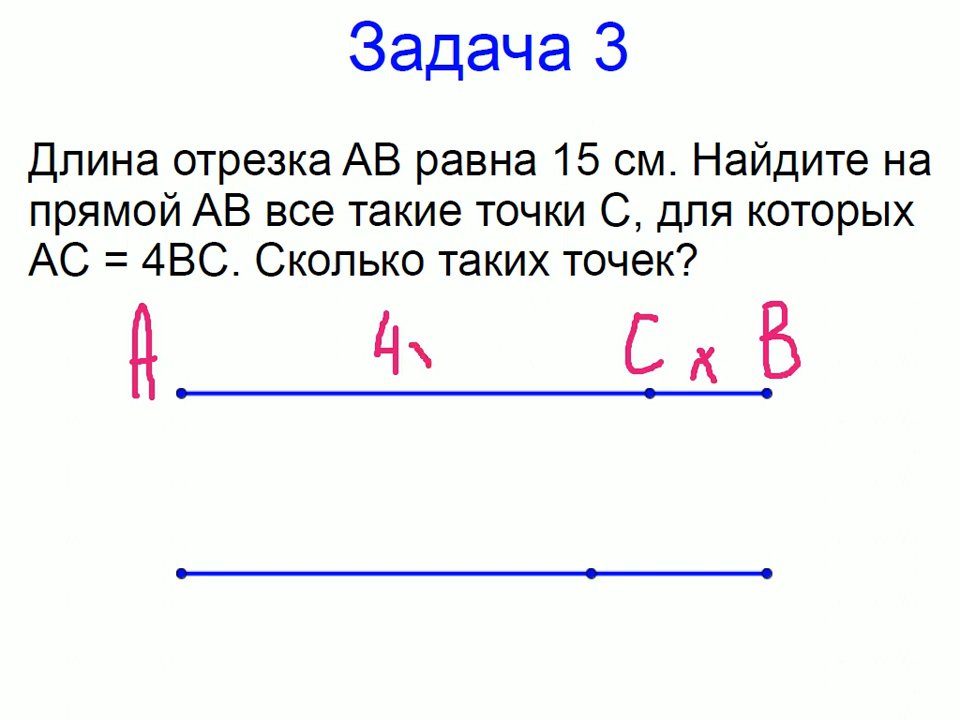 Задача 3
Длина отрезка АВ равна 15 см. Найдите на
прямой АВ все такие точки С, для которых
АС = 4ВС. Сколько таких точек?
A 4 C x B